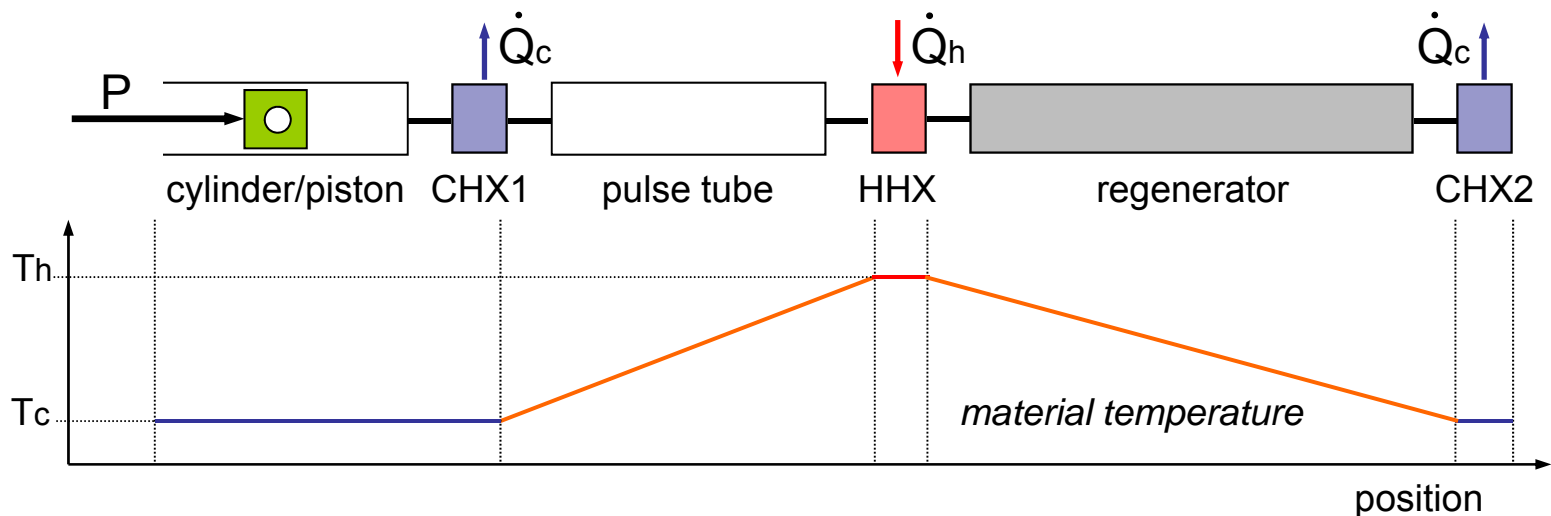 P
Q̇c
Q̇h
Q̇c
cylinder/piston
CHX1
pulse tube
HHX
regenerator
CHX2
Th
Tc
material temperature
position